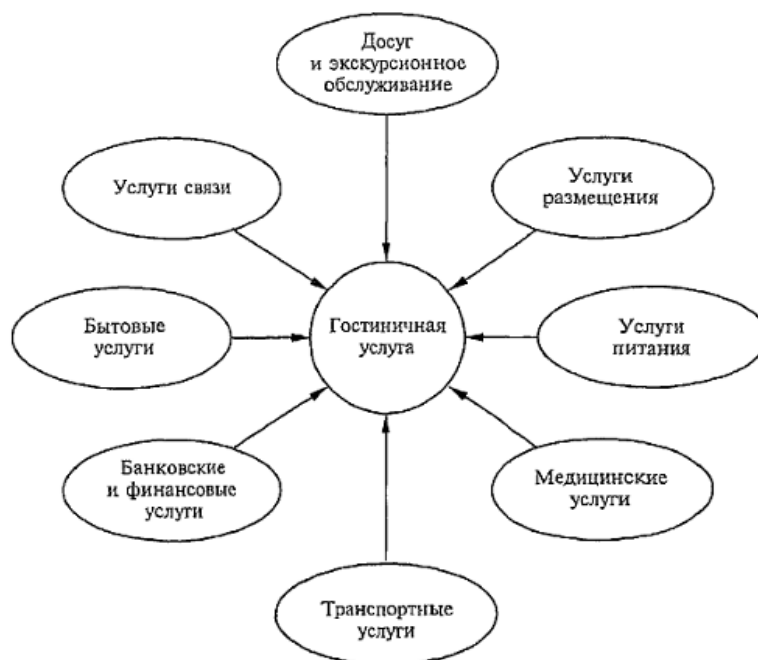 Досуг
и экскурсионное
обслуживание
Услуги связи
Услуги
размещения
Бытовые
услуги
Гостиничная
услуга
Услуги
питания
Банковские
и финансовые
услуги
Медицинские
услуги
Транспортные
услуги